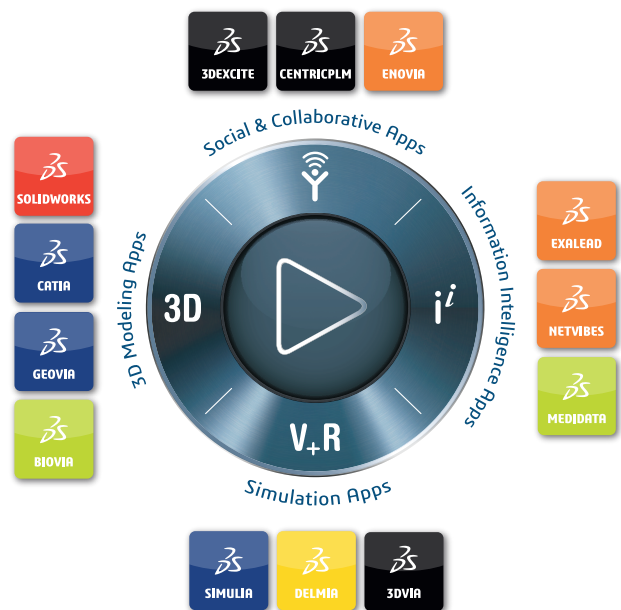 3DEXCITE
CENTRICPLM
ENOVIA
Social & Collaborative Apps
SOLIDWORKS
CATIA
GEOVIA
BIOVIA
3D Modeling Apps
3D
i i
V+R
Information Intelligence Apps
EXALEAD
NETVIBES
MEDIDATA
Simulation Apps
SIMULIA
DELMIA
3DVIA